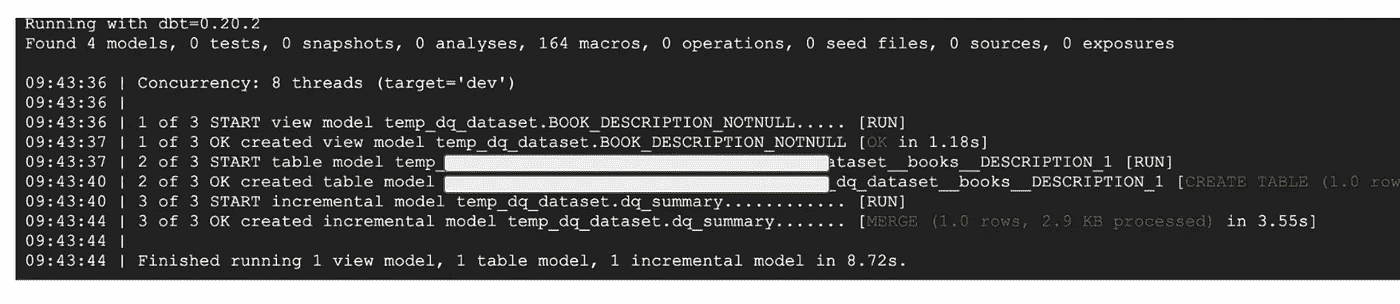 Running with dbt=0.20.2
Found 4 models, 0 tests, 0 snapshots, 0 analyses, 164 macros, 0 operations, 0 seed files, 0 sources, 0 exposures
09:43:36 | Concurrency: 8 threads (target='dev')
09:43:36 |
09:43:36 | 1 of 3 START view model temp_dq_dataset.BOOK_DESCRIPTION_NOTNULL..... [RUN]
09:43:37 | 1 of 3 OK created view model temp_dq_dataset.BOOK_DESCRIPTION_NOTNULL [OK in 1.18s]
09:43:37 | 2 of 3 START table model temp_ ataset__books__DESCRIPTION_1 [RUN]
09:43:40 | 2 of 3 OK created table model _dq_dataset__books__DESCRIPTION_1 [CREATE TABLE (1.0 row
09:43:40 | 3 of 3 START incremental model temp_dq_dataset.dq_summary............ [RUN]
09:43:44 | 3 of 3 OK created incremental model temp_dq_dataset.dq_summary....... [MERGE (1.0 rows, 2.9 KB processed) in 3.55s]
09:43:44 |
09:43:44 | Finished running 1 view model, 1 table model, 1 incremental model in 8.72s.